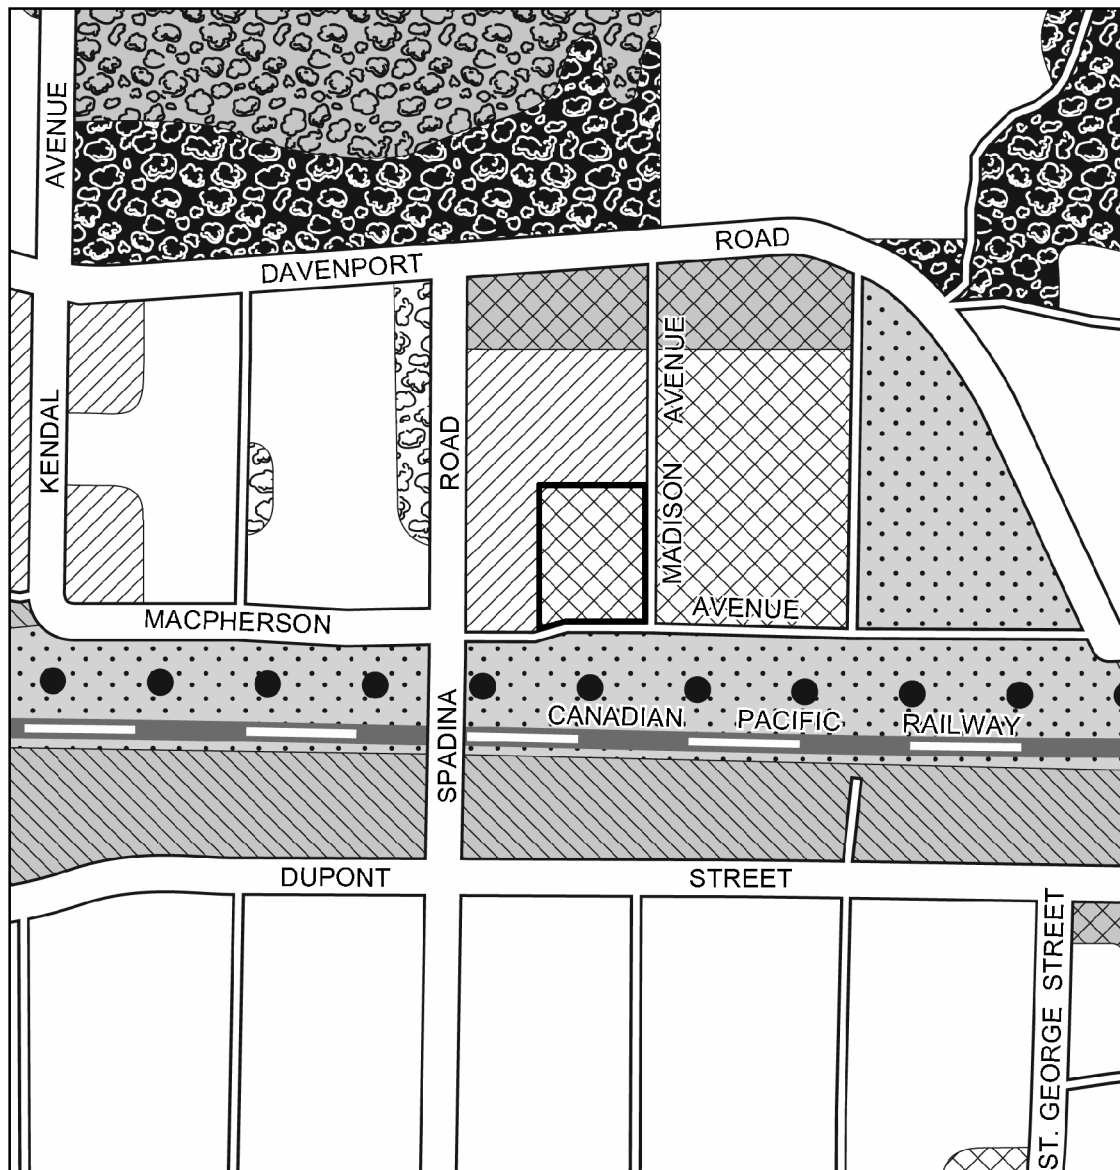 AVENUE
ROAD
DAVENPORT
KENDAL
ROAD
MADISON AVENUE
MACPHERSON
AVENUE
SPADINA
CANADIAN PACIFIC RAILWAY
DUPONT STREET
ST. GEORGE STREET